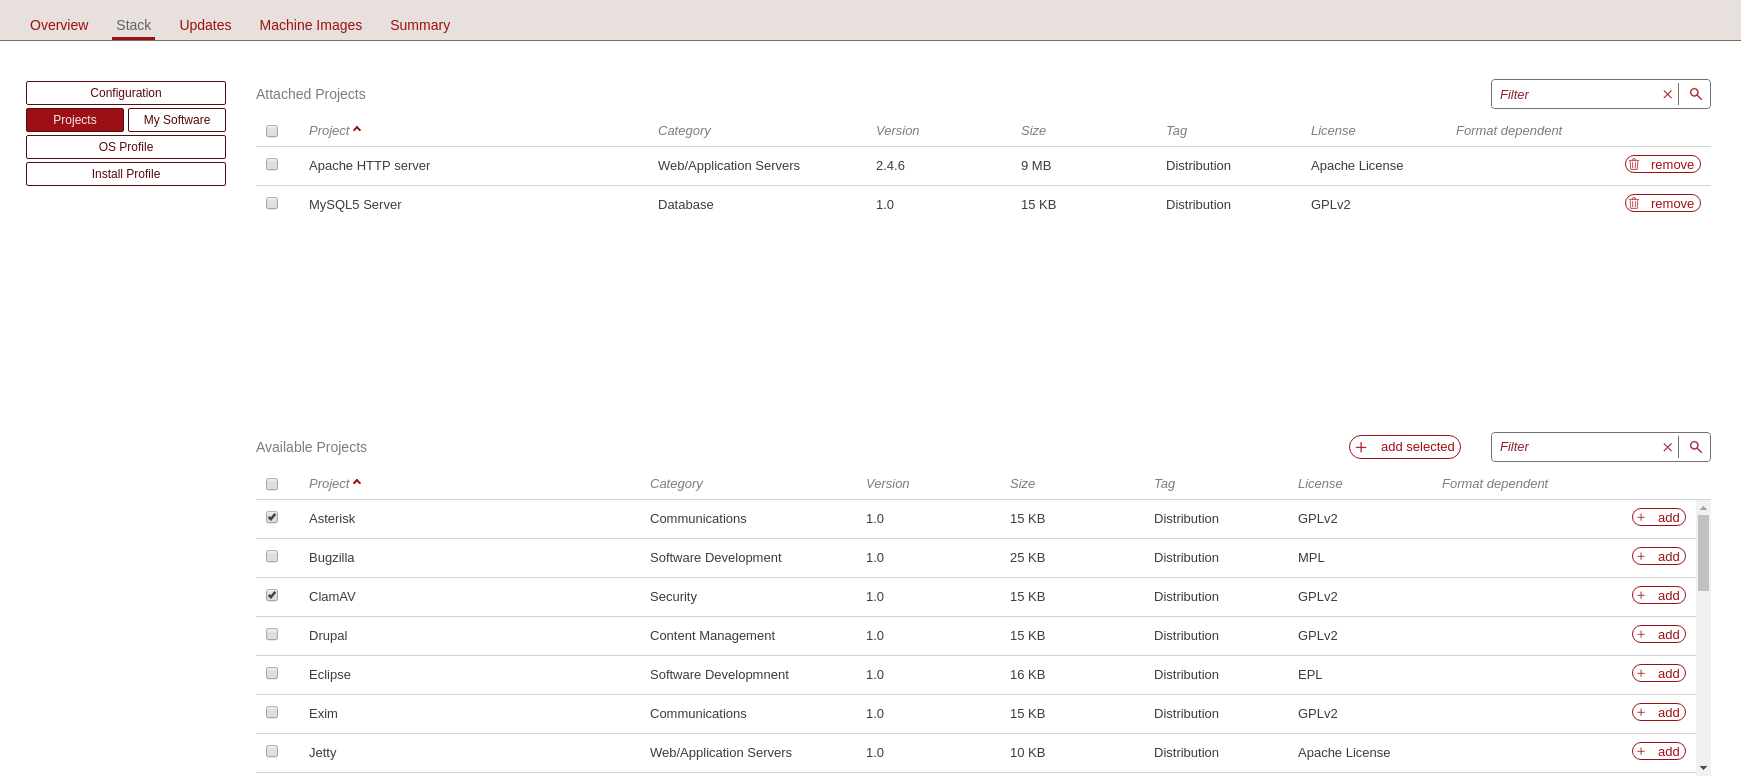 Overview Stack Updates Machine Images Summary
Configuration
Projects My Software
OS Profile
Install Profile
Attached Projects Filter
Project Category Version Size Tag License Format dependent
Apache HTTP server Web/Application Servers 2.4.6 9 MB Distribution Apache License remove
MySQL5 Server Database 1.0 15 KB Distribution GPLv2 remove
Available Projects add selected Filter
Project Category Version Size Tag License Format dependent
Asterisk Communications 1.0 15 KB Distribution GPLv2 add
Bugzilla Software Development 1.0 25 KB Distribution MPL add
ClamAV Security 1.0 15 KB Distribution GPLv2 add
Drupal Content Management 1.0 15 KB Distribution GPLv2 add
Eclipse Software Developmnent 1.0 16 KB Distribution EPL add
Exim Communications 1.0 15 KB Distribution GPLv2 add
Jetty Web/Application Servers 1.0 10 KB Distribution Apache License add